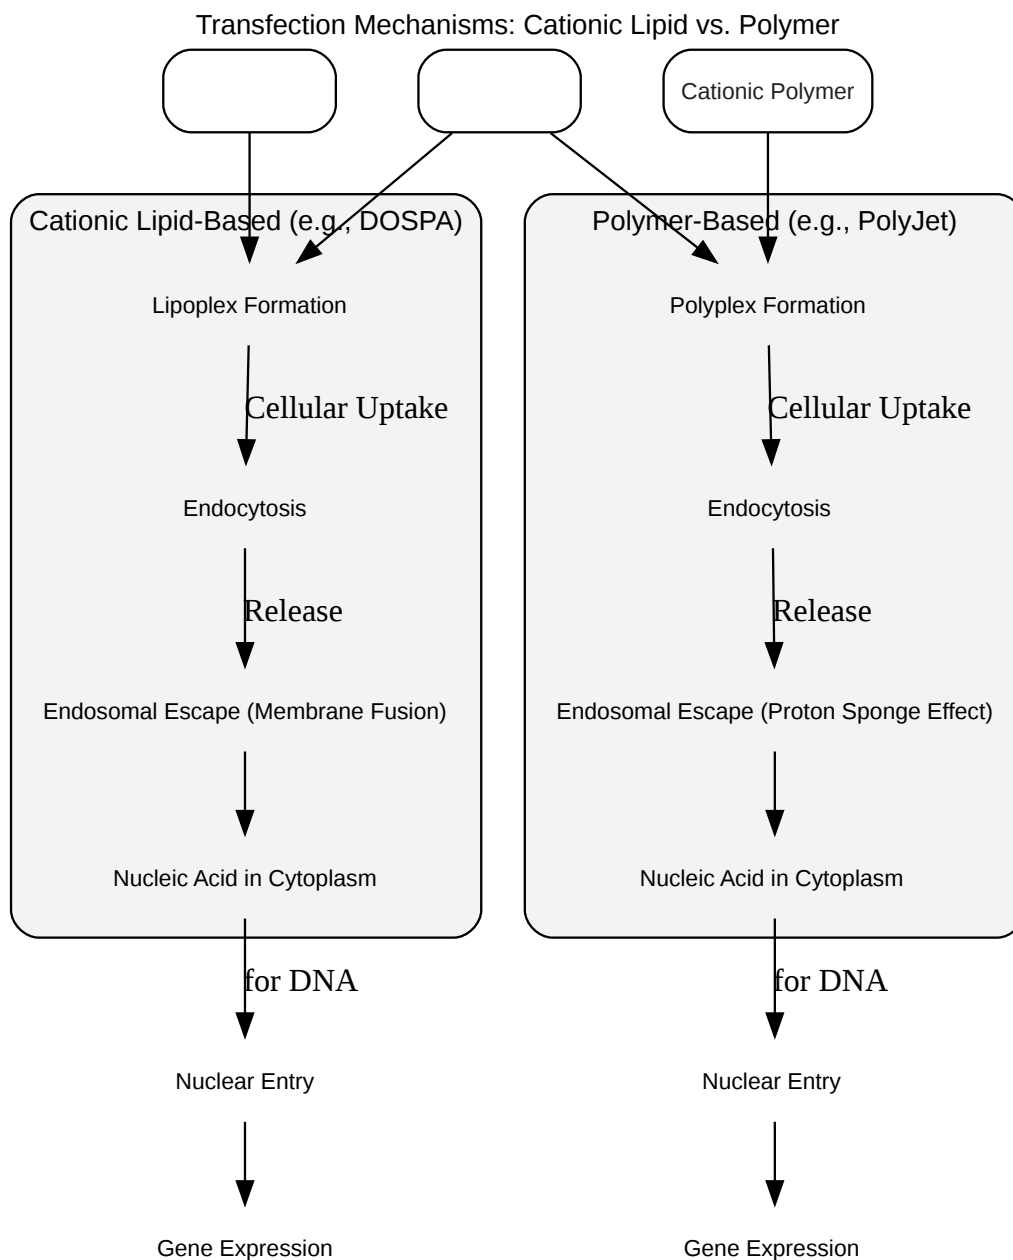 Transfection Mechanisms: Cationic Lipid vs. Polymer
Cationic Polymer
Cationic Lipid-Based (e.g., DOSPA)
Polymer-Based (e.g., PolyJet)
Lipoplex Formation
Polyplex Formation
Cellular Uptake
Cellular Uptake
Endocytosis
Endocytosis
Release
Release
Endosomal Escape (Membrane Fusion)
Endosomal Escape (Proton Sponge Effect)
Nucleic Acid in Cytoplasm
Nucleic Acid in Cytoplasm
for DNA
for DNA
Nuclear Entry
Nuclear Entry
Gene Expression
Gene Expression